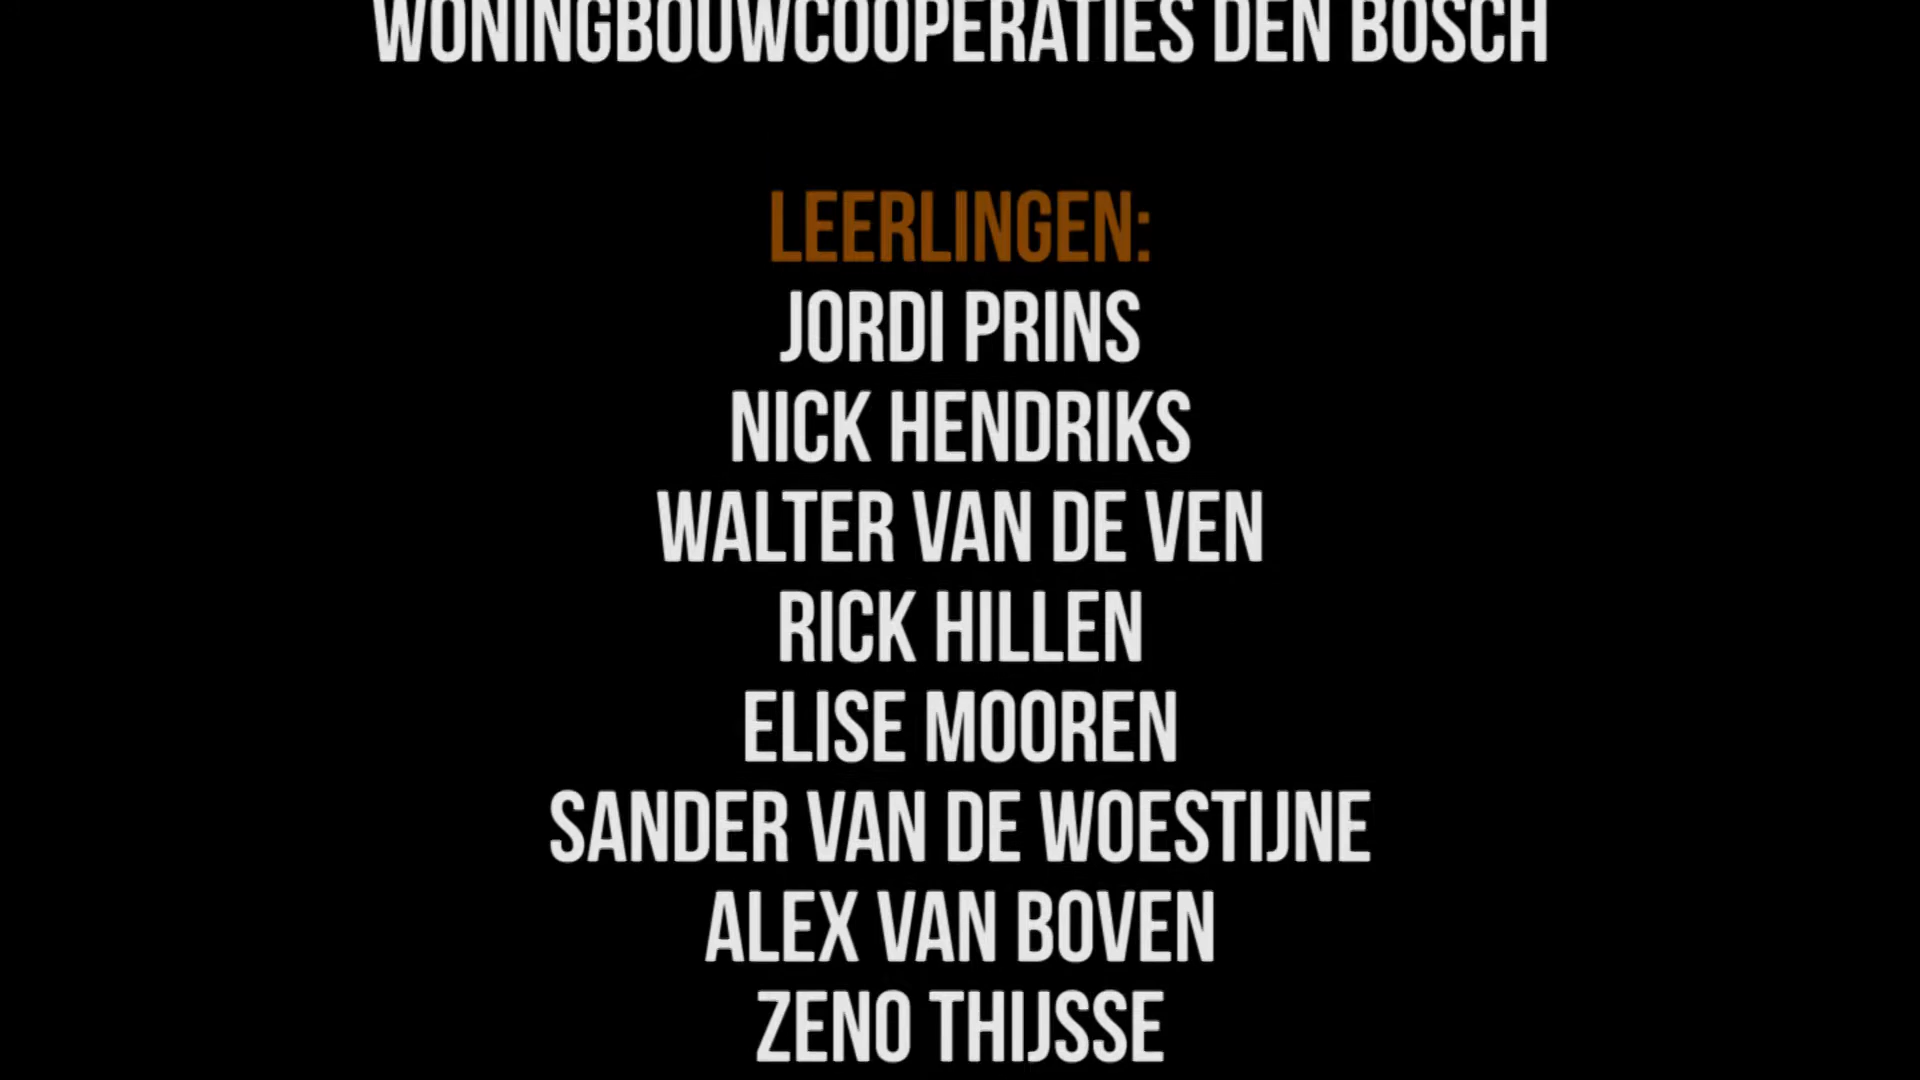 WONINGBOUWCOOPERATIES DEN BOSCH
LEERLINGEN:
JORDI PRINS
NICK HENDRIKS
WALTER VAN DE VEN
RICK HILLEN
ELISE MOOREN
SANDER VAN DE WOESTIJNE
ALEX VAN BOVEN
ZENO THIJSSE